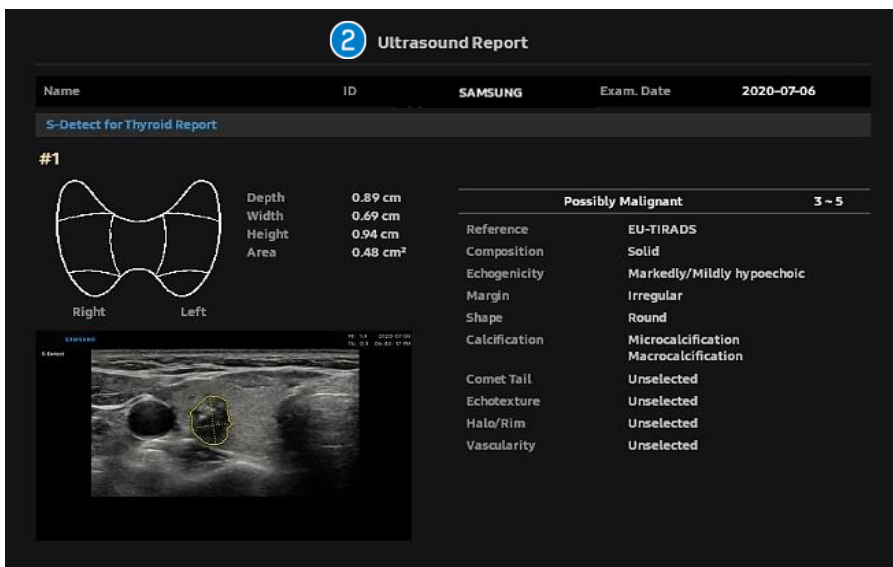 2 Ultrasound Report
Name ID SAMSUNG Exam. Date 2020-07-06
S-Detect for Thyroid Report
#1
Depth 0.89 cm
Width 0.69 cm
Height 0.94 cm
Area 0.48 cm²
Right Left
Possibly Malignant 3 ~ 5
Reference EU-TIRADS
Composition Solid
Echogenicity Markedly/Mildly hypoechoic
Margin Irregular
Shape Round
Calcification Microcalcification
Macrocalcification
Comet Tail Unselected
Echotexture Unselected
Halo/Rim Unselected
Vascularity Unselected
SAMSUNG
S-Detect